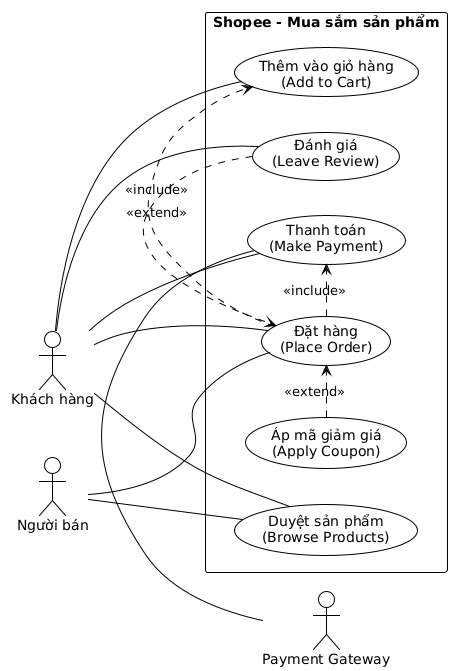 Shopee - Mua sắm sản phẩm
Thêm vào giỏ hàng
(Add to Cart)
Đánh giá
(Leave Review)
«include»
«extend»
Thanh toán
(Make Payment)
«include»
Đặt hàng
(Place Order)
Khách hàng
«extend»
Áp mã giảm giá
(Apply Coupon)
Người bán
Duyệt sản phẩm
(Browse Products)
Payment Gateway